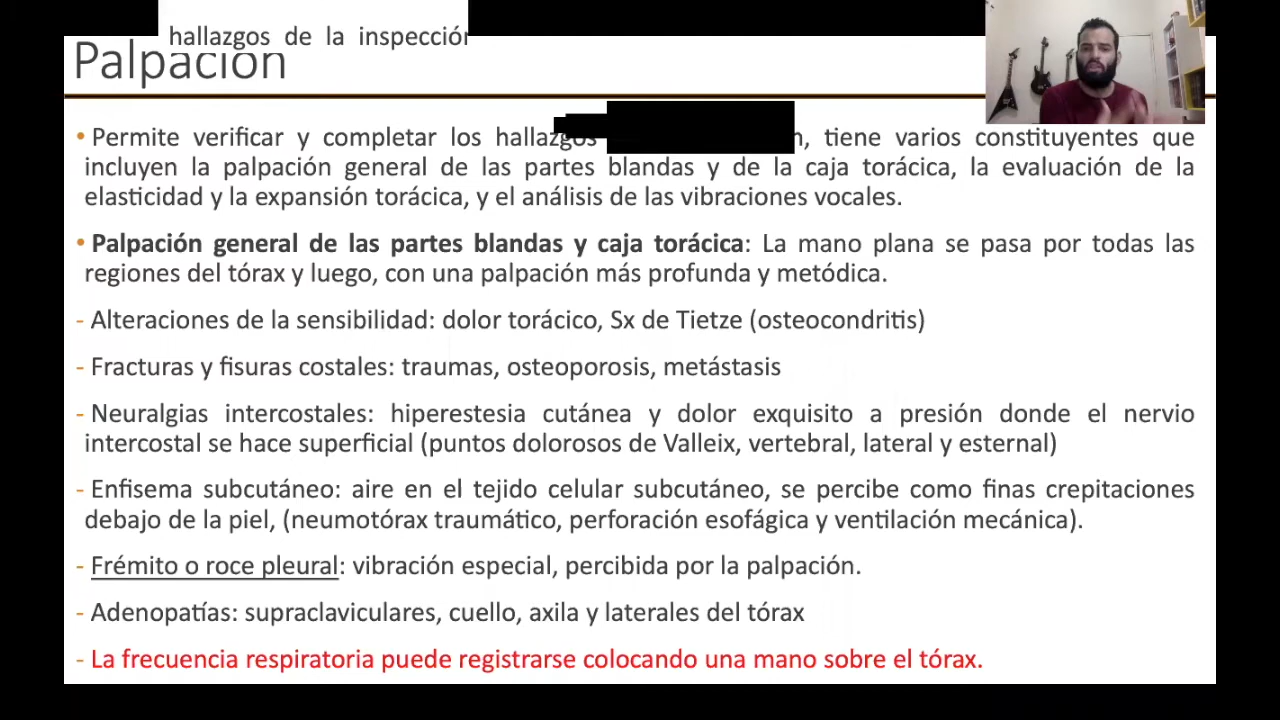 hallazgos de la inspección
Palpación
• Permite verificar y completar los hallazgos n, tiene varios constituyentes que
incluyen la palpación general de las partes blandas y de la caja torácica, la evaluación de la
elasticidad y la expansión torácica, y el análisis de las vibraciones vocales.
• Palpación general de las partes blandas y caja torácica: La mano plana se pasa por todas las
regiones del tórax y luego, con una palpación más profunda y metódica.
- Alteraciones de la sensibilidad: dolor torácico, Sx de Tietze (osteocondritis)
- Fracturas y fisuras costales: traumas, osteoporosis, metástasis
- Neuralgias intercostales: hiperestesia cutánea y dolor exquisito a presión donde el nervio
intercostal se hace superficial (puntos dolorosos de Valleix, vertebral, lateral y esternal)
- Enfisema subcutáneo: aire en el tejido celular subcutáneo, se percibe como finas crepitaciones
debajo de la piel, (neumotórax traumático, perforación esofágica y ventilación mecánica).
- Frémito o roce pleural: vibración especial, percibida por la palpación.
- Adenopatías: supraclaviculares, cuello, axila y laterales del tórax
- La frecuencia respiratoria puede registrarse colocando una mano sobre el tórax.